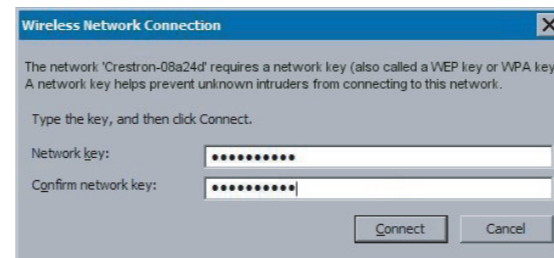 Wireless Network Connection
The network 'Crestron-08a24d' requires a network key (also called a WEP key or WPA key
A network key helps prevent unknown intruders from connecting to this network.
Type the key, and then click Connect.
Network key: ••••••••••
Confirm network key: ••••••••••
Connect Cancel